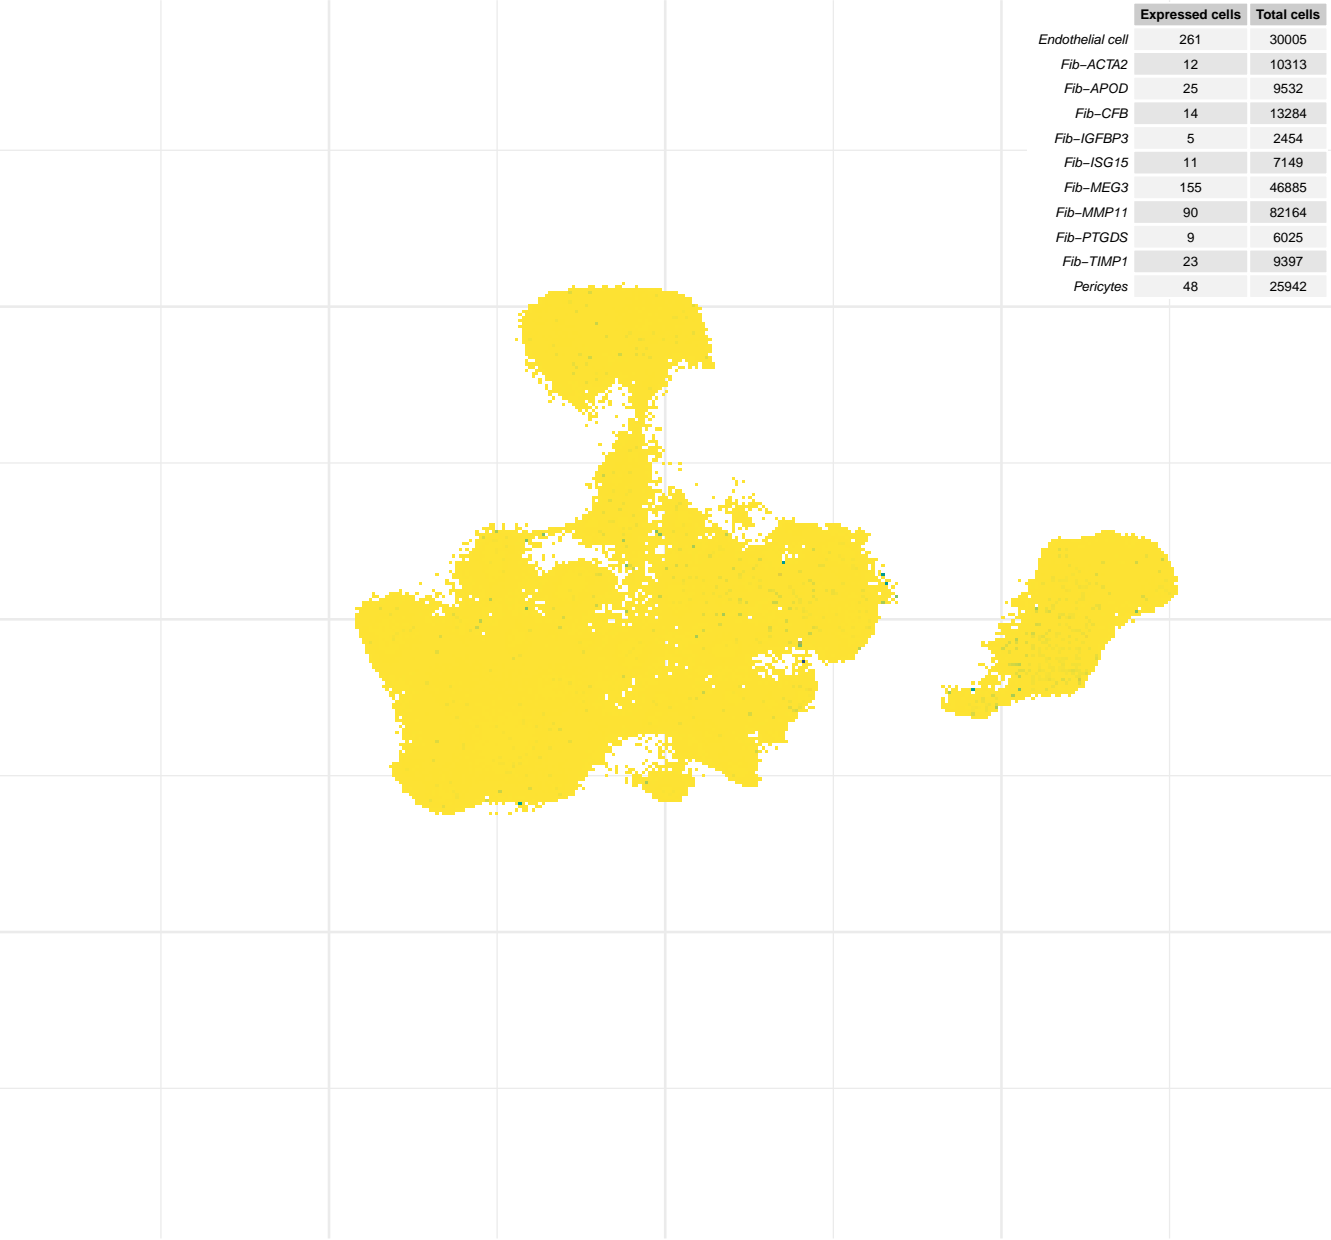 Expressed cells Total cells
Endothelial cell 261 30005
Fib−ACTA2 12 10313
Fib−APOD 25 9532
Fib−CFB 14 13284
Fib−IGFBP3 5 2454
Fib−ISG15 11 7149
Fib−MEG3 155 46885
Fib−MMP11 90 82164
Fib−PTGDS 9 6025
Fib−TIMP1 23 9397
Pericytes 48 25942